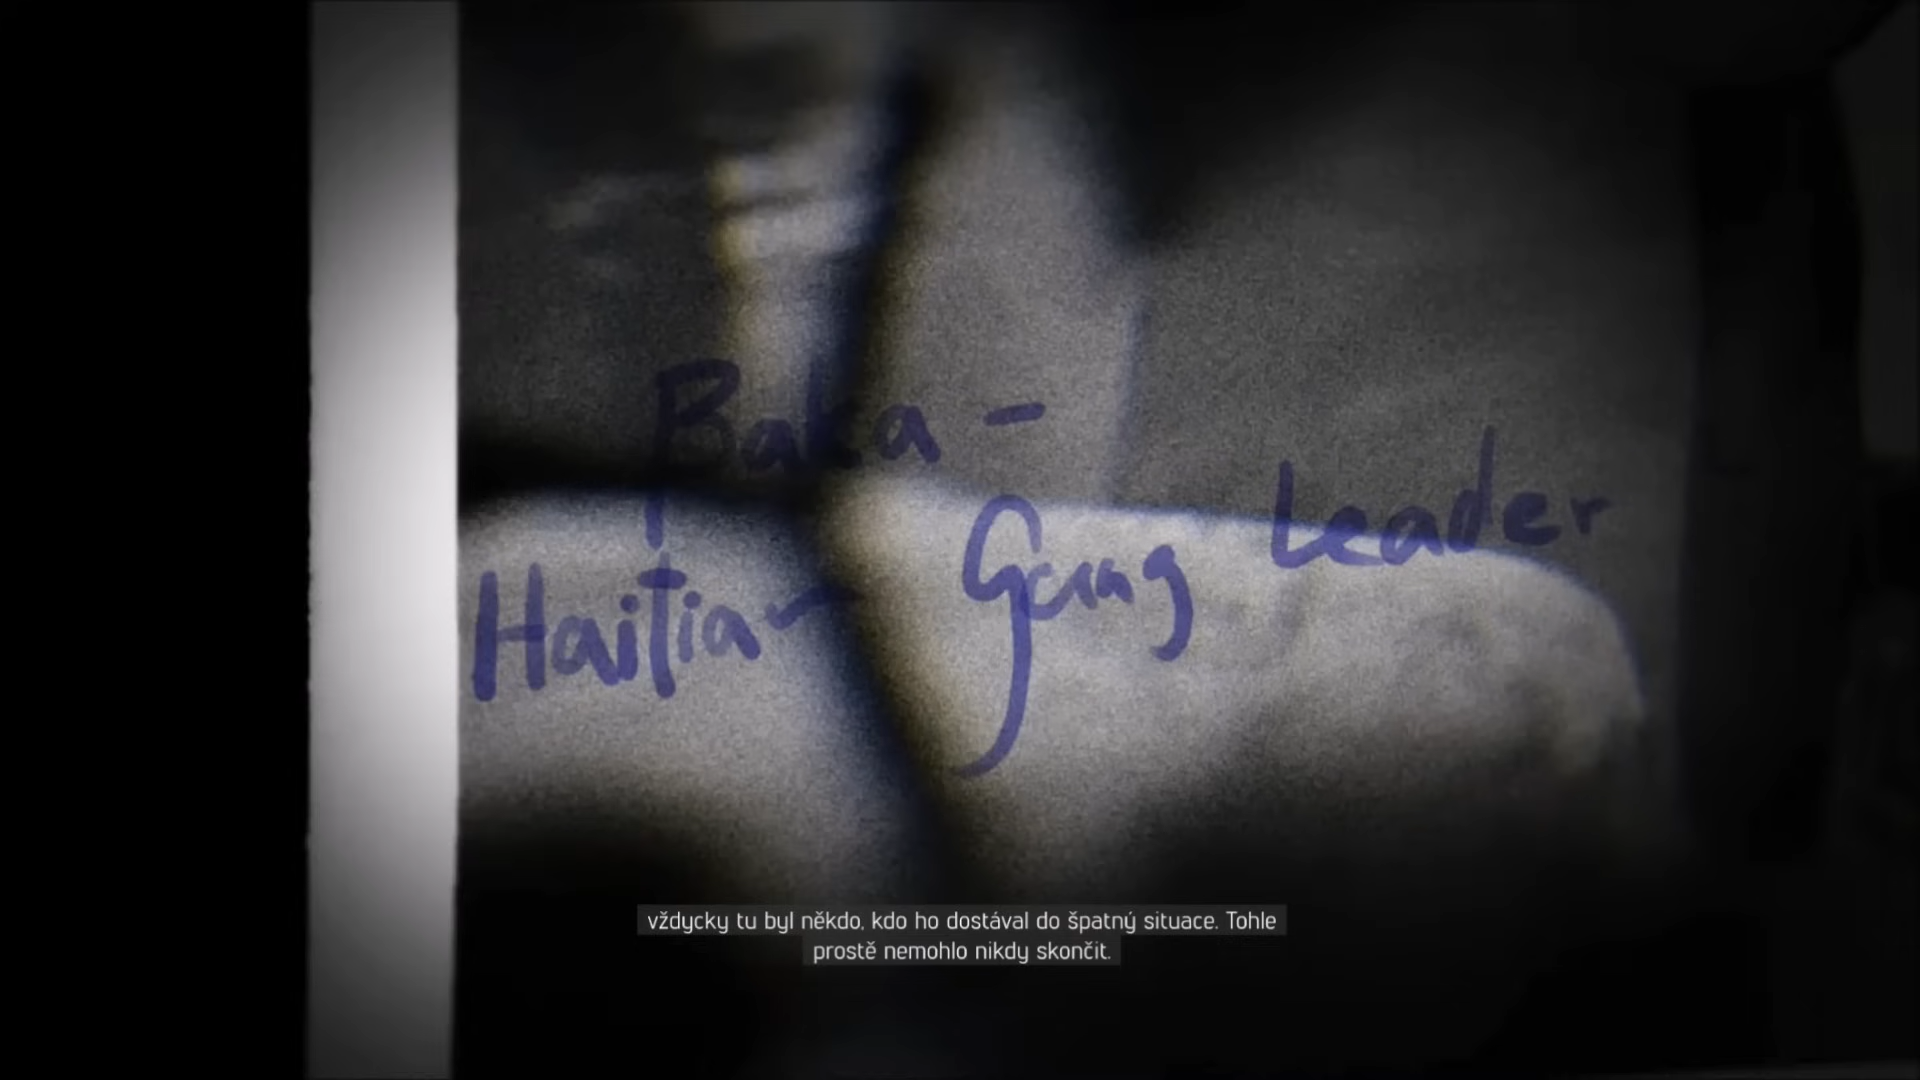 Baka -
Haitian Gang Leader
vždycky tu byl někdo, kdo ho dostával do špatný situace. Tohle
prostě nemohlo nikdy skončit.